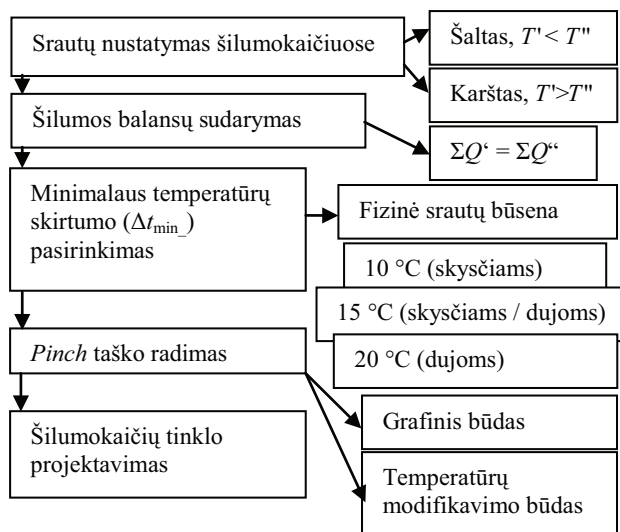 Srautų nustatymas šilumokaičiuose
Šaltas, T' < T"
Karštas, T'>T"
Šilumos balansų sudarymas
ΣQ‘ = ΣQ“
Minimalaus temperatūrų
skirtumo (Δtmin_)
pasirinkimas
Fizinė srautų būsena
10 °C (skysčiams)
15 °C (skysčiams / dujoms)
20 °C (dujoms)
Pinch taško radimas
Grafinis būdas
Šilumokaičių tinklo
projektavimas
Temperatūrų
modifikavimo būdas